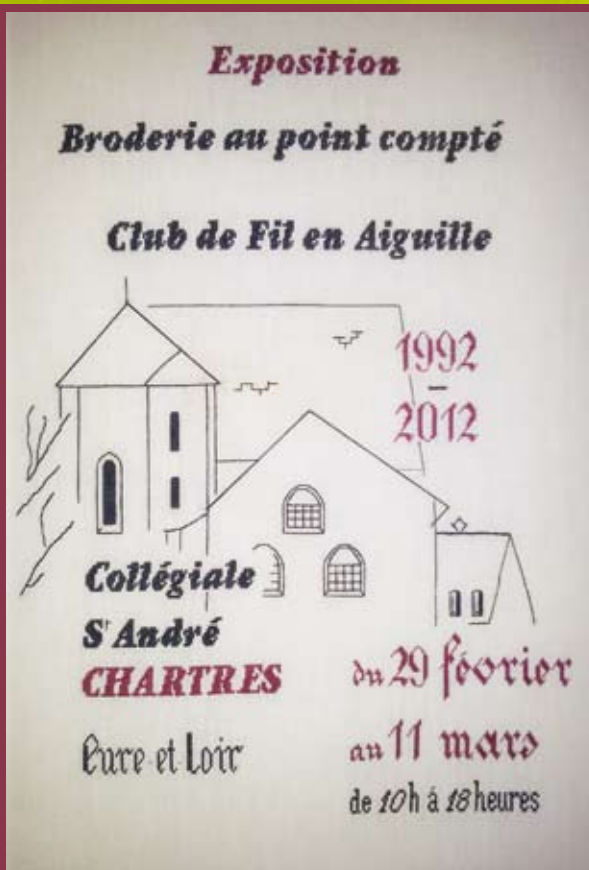 Exposition
Broderie au point compté
Club de Fil en Aiguille
1992
-
2012
Collégiale
St André
CHARTRES
Eure et Loir
du 29 février
au 11 mars
de 10h à 18heures